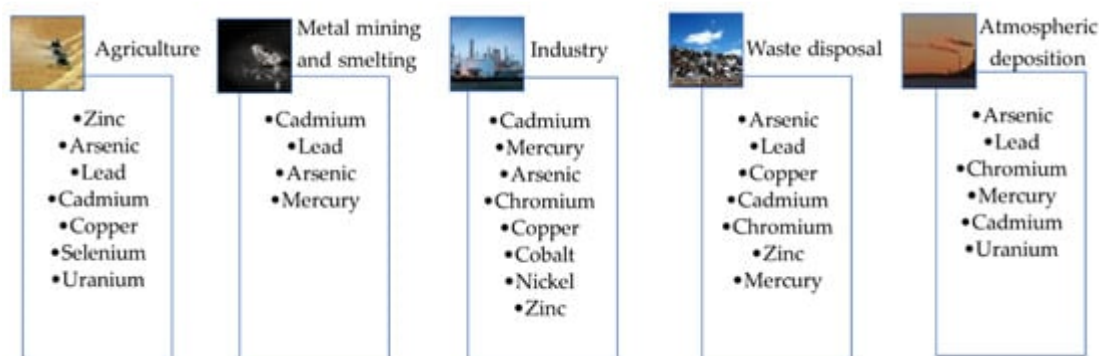 Agriculture
•Zinc
•Arsenic
•Lead
•Cadmium
•Copper
•Selenium
•Uranium
Metal mining
and smelting
•Cadmium
•Lead
•Arsenic
•Mercury
Industry
•Cadmium
•Mercury
•Arsenic
•Chromium
•Copper
•Cobalt
•Nickel
•Zinc
Waste disposal
•Arsenic
•Lead
•Copper
•Cadmium
•Chromium
•Zinc
•Mercury
Atmospheric
deposition
•Arsenic
•Lead
•Chromium
•Mercury
•Cadmium
•Uranium